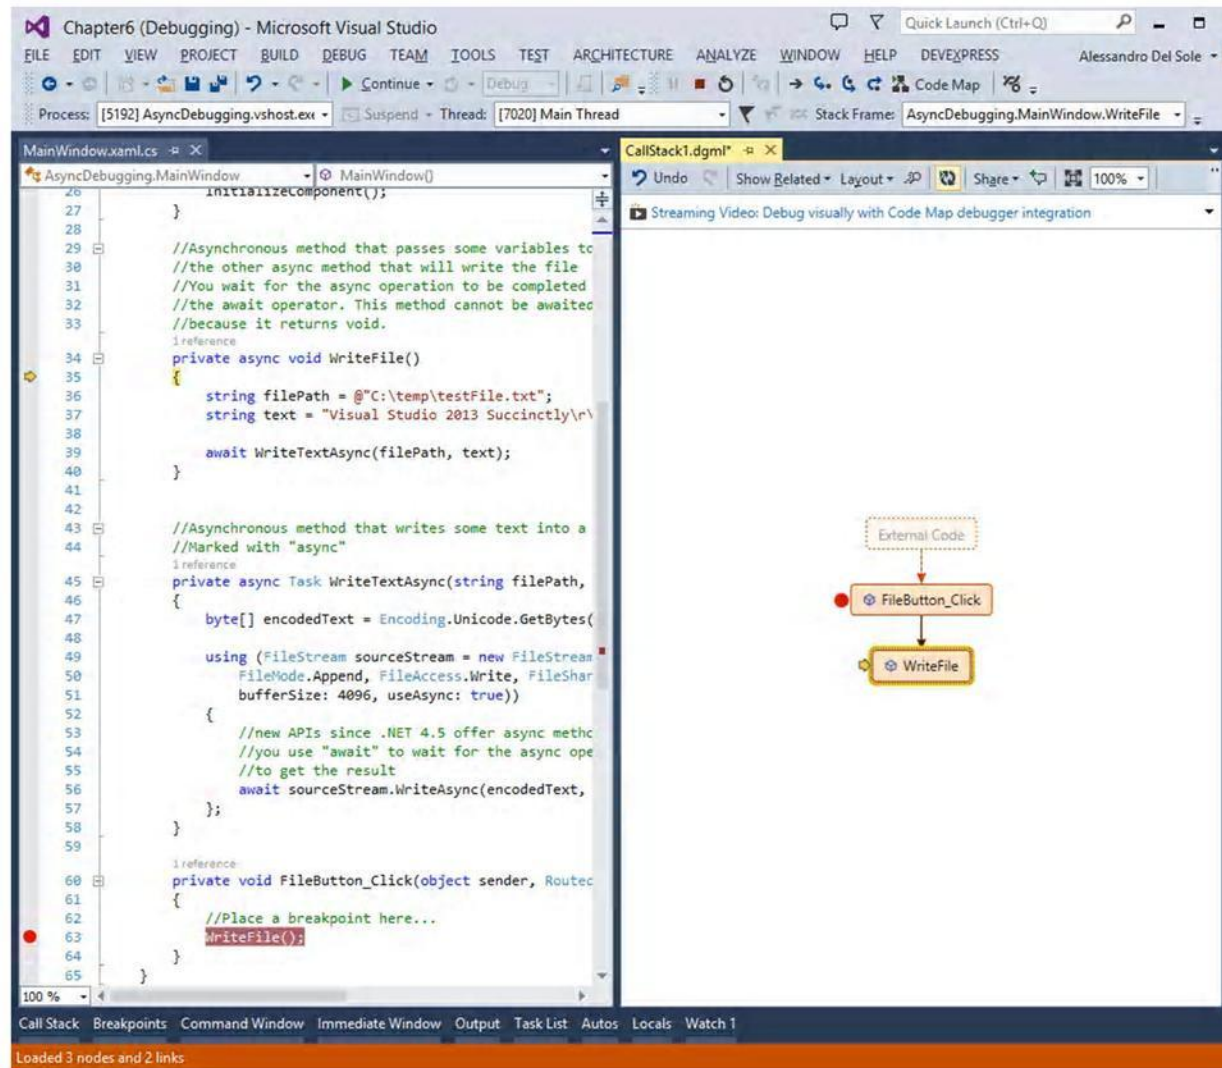 Chapter6 (Debugging) - Microsoft Visual Studio
Quick Launch (Ctrl+Q)
FILE EDIT VIEW PROJECT BUILD DEBUG TEAM TOOLS TEST ARCHITECTURE ANALYZE WINDOW HELP DEVEXPRESS Alessandro Del Sole
Continue Debug Code Map
Process: [5192] AsyncDebugging.vshost.exe Suspend Thread: [7020] Main Thread Stack Frame: AsyncDebugging.MainWindow.WriteFile
MainWindow.xaml.cs
AsyncDebugging.MainWindow MainWindow()
26 InitializeComponent();
27 }
28
29 //Asynchronous method that passes some variables to
30 //the other async method that will write the file
31 //You wait for the async operation to be completed
32 //the await operator. This method cannot be awaited
33 //because it returns void.
1 reference
34 private async void WriteFile()
35 {
36 string filePath = @"C:\temp\testFile.txt";
37 string text = "Visual Studio 2013 Succinctly\r\
38
39 await WriteTextAsync(filePath, text);
40 }
41
42
43 //Asynchronous method that writes some text into a
44 //Marked with "async"
1 reference
45 private async Task WriteTextAsync(string filePath,
46 {
47 byte[] encodedText = Encoding.Unicode.GetBytes(
48
49 using (FileStream sourceStream = new FileStream
50 FileMode.Append, FileAccess.Write, FileShar
51 bufferSize: 4096, useAsync: true))
52 {
53 //new APIs since .NET 4.5 offer async metho
54 //you use "await" to wait for the async ope
55 //to get the result
56 await sourceStream.WriteAsync(encodedText,
57 };
58 }
59
1 reference
60 private void FileButton_Click(object sender, Routed
61 {
62 //Place a breakpoint here...
63 WriteFile();
64 }
65 }
100 %
CallStack1.dgml*
Undo Show Related Layout Share 100%
Streaming Video: Debug visually with Code Map debugger integration
External Code
FileButton_Click
WriteFile
Call Stack Breakpoints Command Window Immediate Window Output Task List Autos Locals Watch 1
Loaded 3 nodes and 2 links